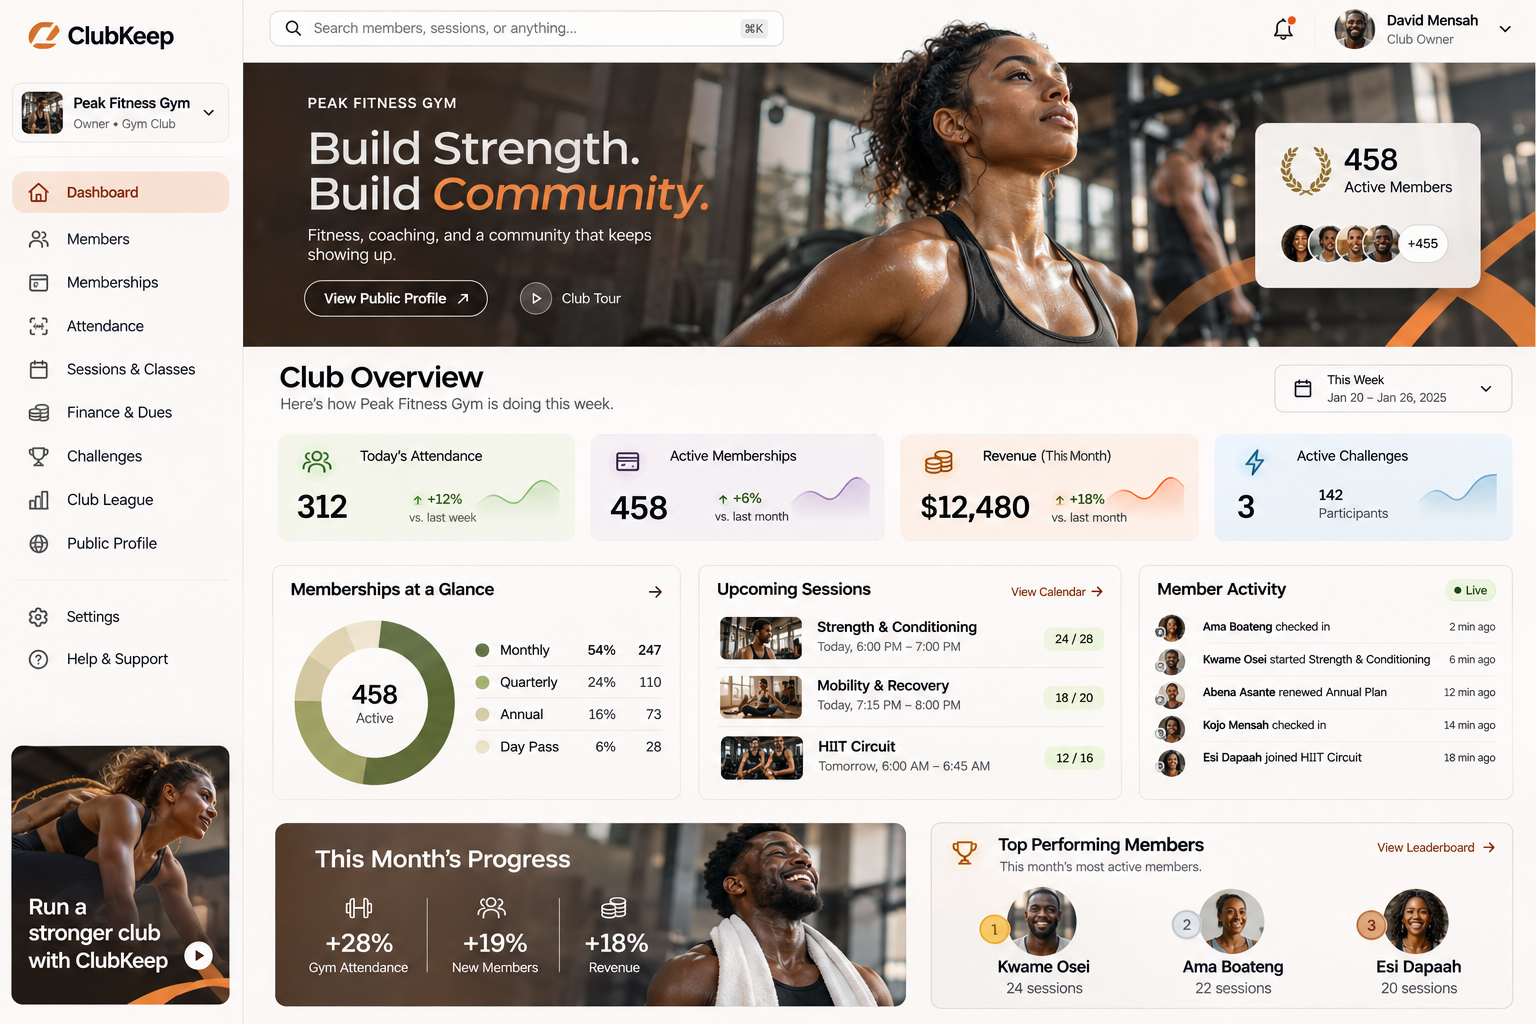 ClubKeep
Search members, sessions, or anything...
⌘K
David Mensah
Club Owner
Peak Fitness Gym
Owner • Gym Club
Dashboard
Members
Memberships
Attendance
Sessions & Classes
Finance & Dues
Challenges
Club League
Public Profile
Settings
Help & Support
Run a
stronger club
with ClubKeep
PEAK FITNESS GYM
Build Strength.
Build Community.
Fitness, coaching, and a community that keeps
showing up.
View Public Profile
Club Tour
458
Active Members
+455
Club Overview
Here's how Peak Fitness Gym is doing this week.
This Week
Jan 20 – Jan 26, 2025
Today's Attendance
312
+12%
vs. last week
Active Memberships
458
+6%
vs. last month
Revenue (This Month)
$12,480
+18%
vs. last month
Active Challenges
3
142
Participants
Memberships at a Glance
458
Active
Monthly 54% 247
Quarterly 24% 110
Annual 16% 73
Day Pass 6% 28
Upcoming Sessions
View Calendar
Strength & Conditioning
Today, 6:00 PM – 7:00 PM
24 / 28
Mobility & Recovery
Today, 7:15 PM – 8:00 PM
18 / 20
HIIT Circuit
Tomorrow, 6:00 AM – 6:45 AM
12 / 16
Member Activity
Live
Ama Boateng checked in 2 min ago
Kwame Osei started Strength & Conditioning 6 min ago
Abena Asante renewed Annual Plan 12 min ago
Kojo Mensah checked in 14 min ago
Esi Dapaah joined HIIT Circuit 18 min ago
This Month's Progress
+28%
Gym Attendance
+19%
New Members
+18%
Revenue
Top Performing Members
This month's most active members.
View Leaderboard
1
Kwame Osei
24 sessions
2
Ama Boateng
22 sessions
3
Esi Dapaah
20 sessions